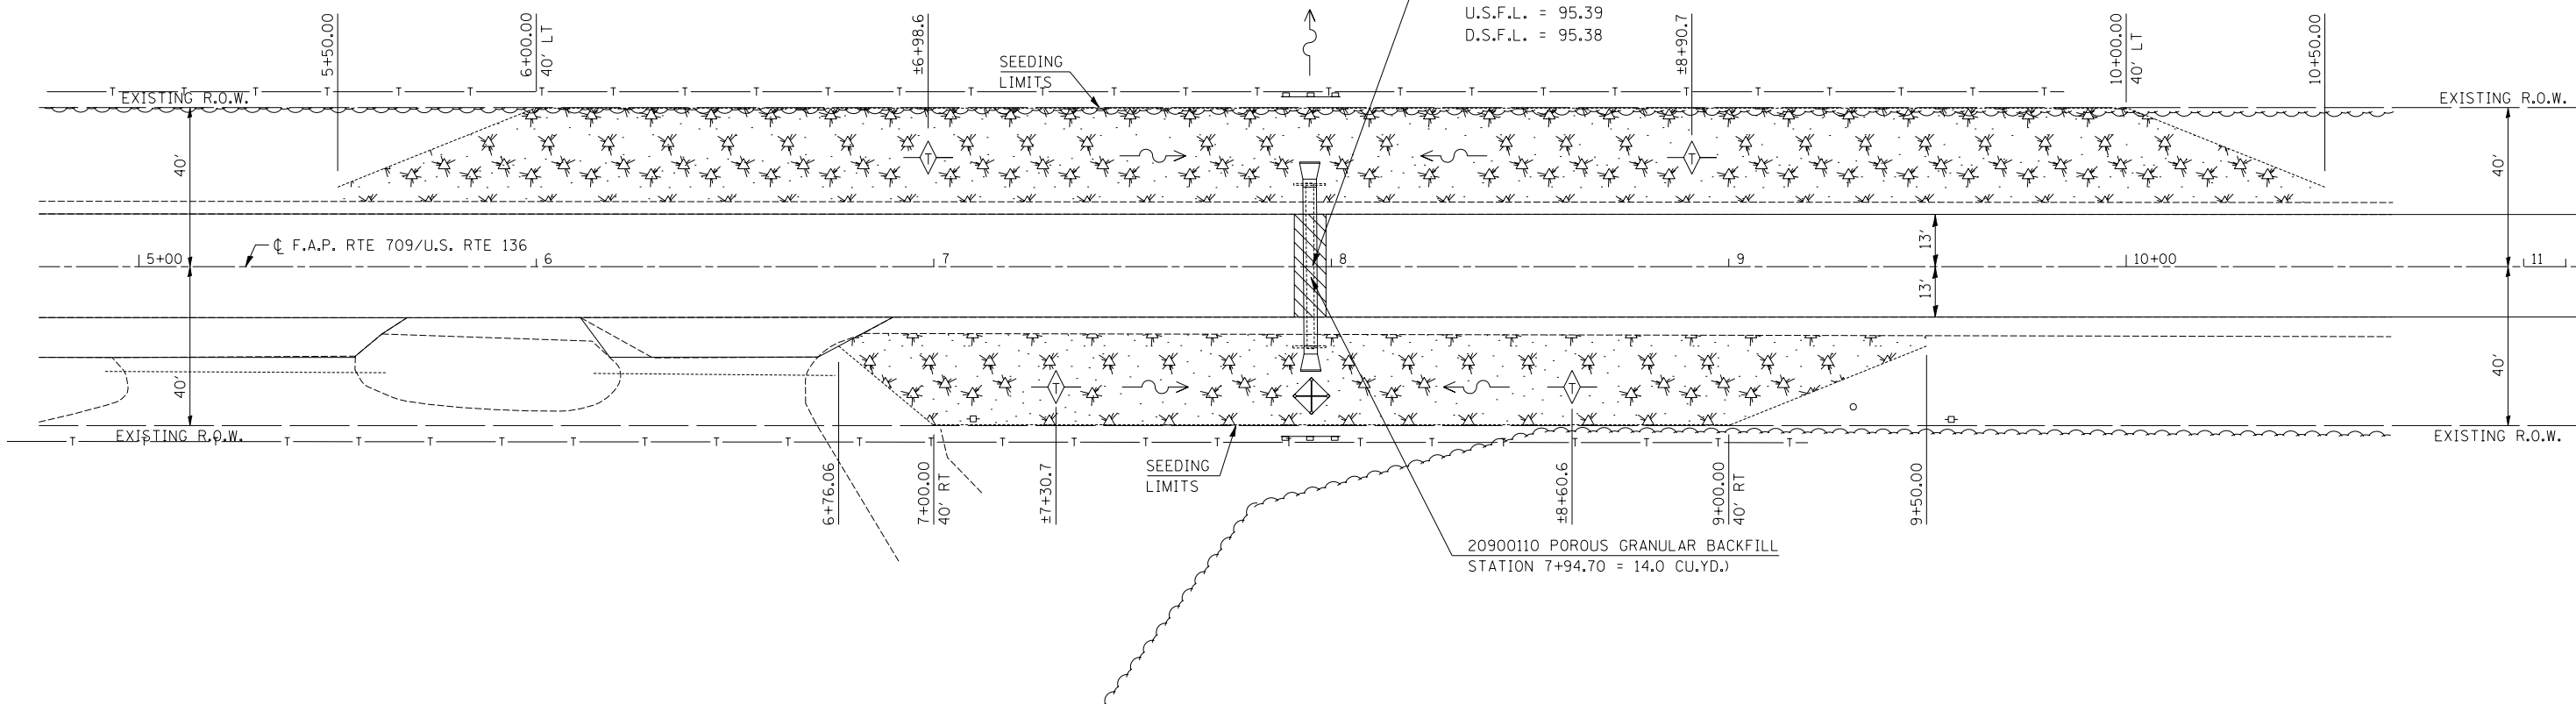 U.S.F.L. = 95.39
D.S.F.L. = 95.38
5+50.00
6+00.00
40' LT
±6+98.6
±8+90.7
10+00.00
40' LT
10+50.00
SEEDING
LIMITS
T T T T T T T T T T T T T T T T T T T T T T T T T T T T
EXISTING R.O.W.
EXISTING R.O.W.
40'
T
T
40'
℄ F.A.P. RTE 709/U.S. RTE 136
13'
5+00
6
7
8
9
10+00
11
13'
40'
T
T
40'
EXISTING R.O.W.
EXISTING R.O.W.
T T T T T T T T T T T T T T T T T T T T T T T T T
SEEDING
LIMITS
6+76.06
7+00.00
40' RT
±7+30.7
±8+60.6
9+00.00
40' RT
9+50.00
20900110 POROUS GRANULAR BACKFILL
STATION 7+94.70 = 14.0 CU.YD.)